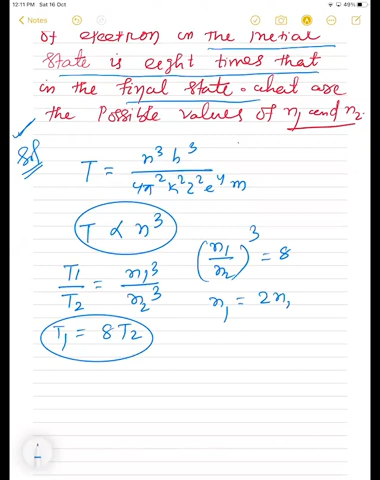 12:11 PM Sat 16 Oct
49%
Notes
of electron in the initial
state is eight times that
in the final state. what are
the possible values of n1 and n2.
Sol
T = n³h³ / 4π²k²z²e⁴m
T ∝ n³
T1/T2 = n1³/n2³
(n1/n2)³ = 8
T1 = 8T2
n1 = 2n1